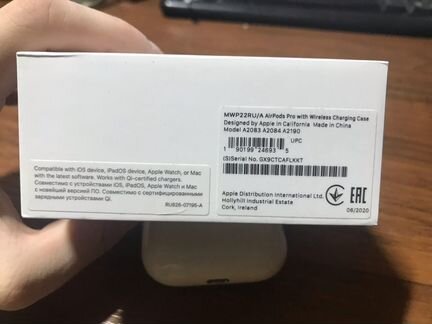 MWP22RU/A AirPods Pro with Wireless Charging Case
Designed by Apple in California Made in China
Model A2083 A2084 A2190
UPC
1 90199 24693 5
(S)Serial No. GX9CTCAFLKKT
Compatible with iOS device, iPadOS device, Apple Watch, or Mac
with the latest software. Works with Qi-certified chargers.
Совместимо с устройствами iOS, iPadOS, Apple Watch и Mac
с новейшей версией ПО. Совместимо с сертифицированными
зарядными устройствами Qi.
RU626-07195-A
Apple Distribution International Ltd.
Hollyhill Industrial Estate
Cork, Ireland
EAC
06/2020